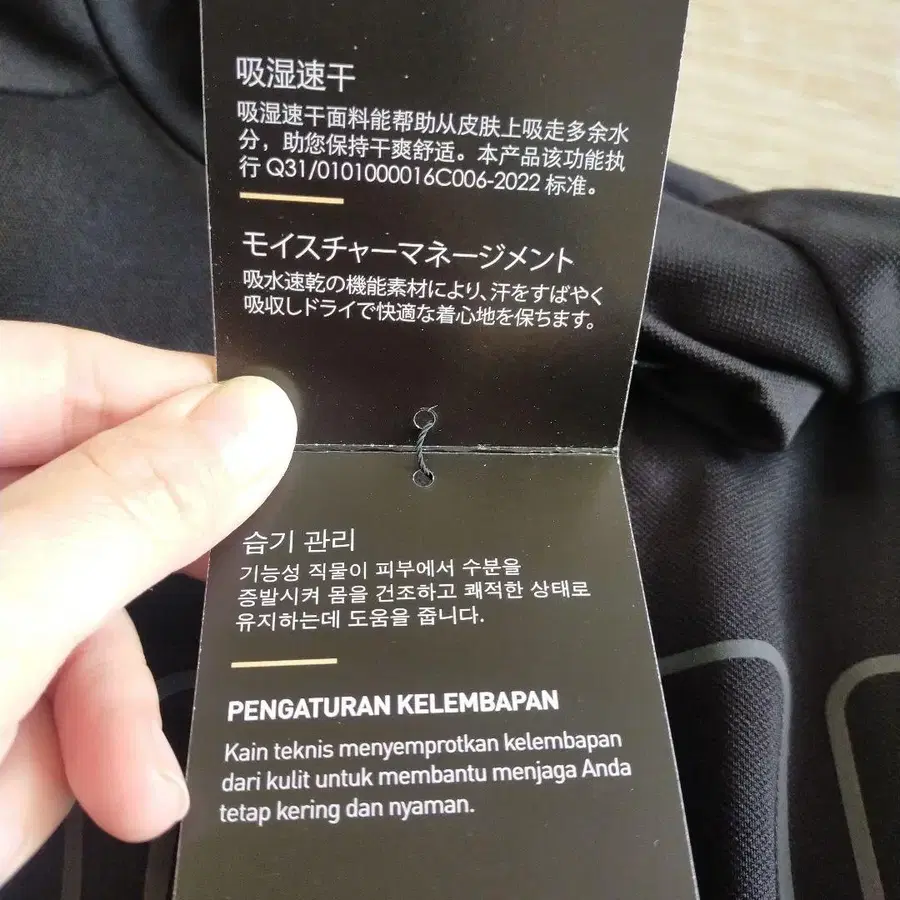 吸湿速干
吸湿速干面料能帮助从皮肤上吸走多余水
分，助您保持干爽舒适。本产品该功能执
行 Q31/0101000016C006-2022 标准。
モイスチャーマネージメント
吸水速乾の機能素材により、汗をすばやく
吸収しドライで快適な着心地を保ちます。
습기 관리
기능성 직물이 피부에서 수분을
증발시켜 몸을 건조하고 쾌적한 상태로
유지하는데 도움을 줍니다.
PENGATURAN KELEMBAPAN
Kain teknis menyemprotkan kelembapan
dari kulit untuk membantu menjaga Anda
tetap kering dan nyaman.